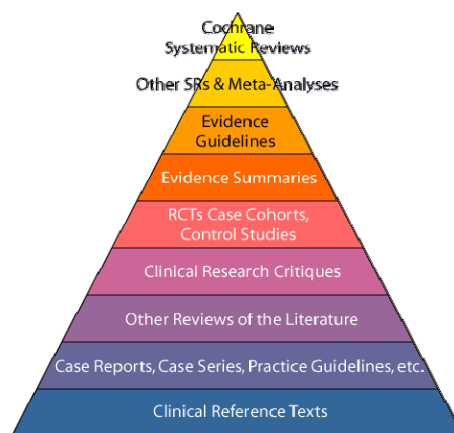 Cochrane
Systematic Reviews
Other SRs & Meta-Analyses
Evidence
Guidelines
Evidence Summaries
RCTs Case Cohorts,
Control Studies
Clinical Research Critiques
Other Reviews of the Literature
Case Reports, Case Series, Practice Guidelines, etc.
Clinical Reference Texts